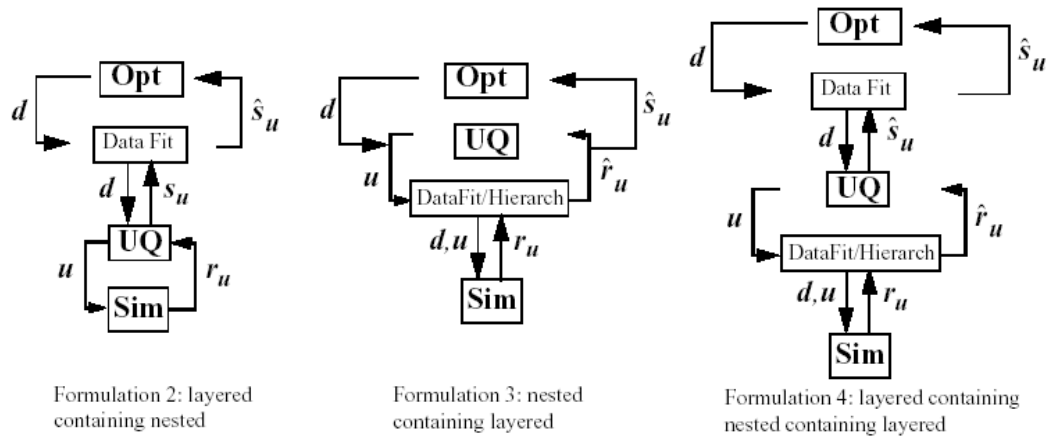 Opt
d
ŝu
Data Fit
d
su
UQ
u
ru
Sim
Formulation 2: layered
containing nested
Opt
d
ŝu
UQ
u
r̂u
DataFit/Hierarch
d,u
ru
Sim
Formulation 3: nested
containing layered
Opt
d
ŝu
Data Fit
d
ŝu
UQ
u
r̂u
DataFit/Hierarch
d,u
ru
Sim
Formulation 4: layered containing
nested containing layered